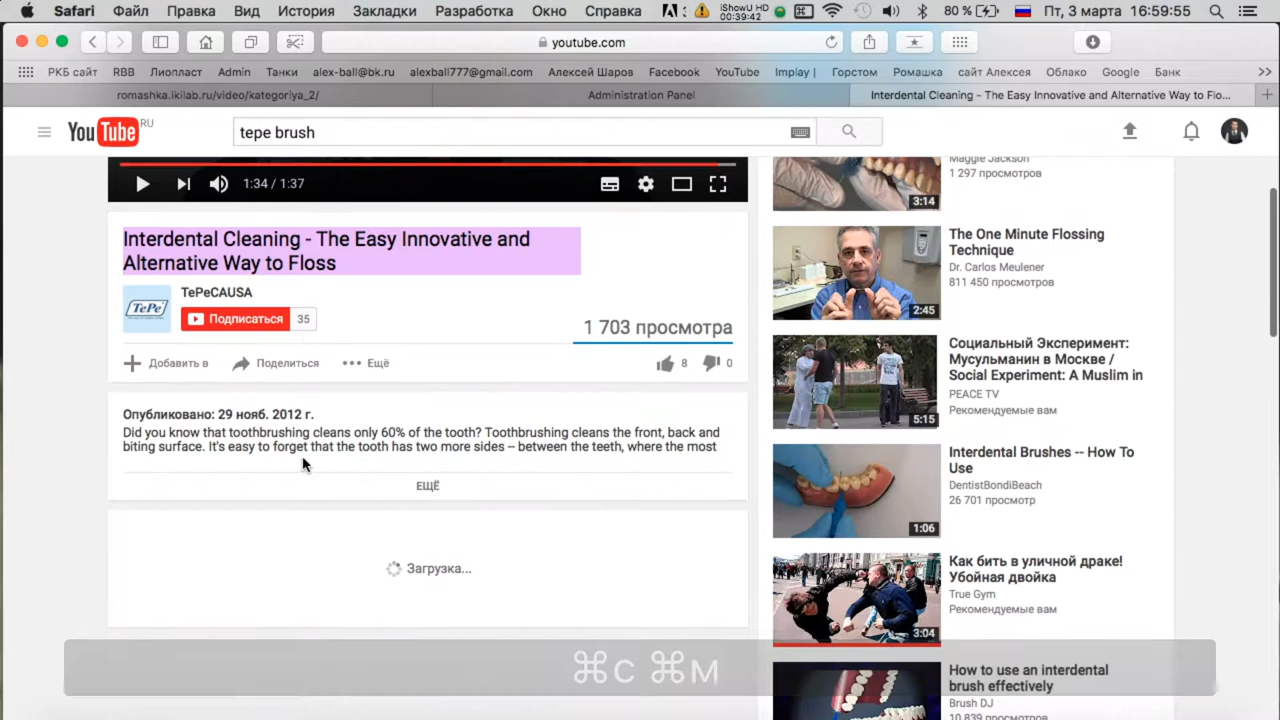 Safari Файл Правка Вид История Закладки Разработка Окно Справка iShowU HD 00:39:42 80 % Пт, 3 марта 16:59:55
youtube.com
РКБ сайт RBB Лиопласт Admin Танки alex-ball@bk.ru alexball777@gmail.com Алексей Шаров Facebook YouTube Implay | Горстом Ромашка сайт Алексея Облако Google Банк >>
romashka.ikilab.ru/video/kategoriya_2/ Administration Panel Interdental Cleaning - The Easy Innovative and Alternative Way to Flo...
YouTube RU tepe brush
1:34 / 1:37
Interdental Cleaning - The Easy Innovative and
Alternative Way to Floss
TePe
TePeCAUSA
Подписаться 35
1 703 просмотра
Добавить в Поделиться Ещё 8 0
Опубликовано: 29 нояб. 2012 г.
Did you know that toothbrushing cleans only 60% of the tooth? Toothbrushing cleans the front, back and
biting surface. It's easy to forget that the tooth has two more sides -- between the teeth, where the most
ЕЩЁ
Загрузка...
Maggie Jackson
1 297 просмотров
3:14
The One Minute Flossing
Technique
Dr. Carlos Meulener
811 450 просмотров
2:45
Социальный Эксперимент:
Мусульманин в Москве /
Social Experiment: A Muslim in
PEACE TV
Рекомендуемые вам
5:15
Interdental Brushes -- How To
Use
DentistBondiBeach
26 701 просмотр
1:06
Как бить в уличной драке!
Убойная двойка
True Gym
Рекомендуемые вам
3:04
How to use an interdental
brush effectively
Brush DJ
10 839 просмотров
⌘C ⌘M